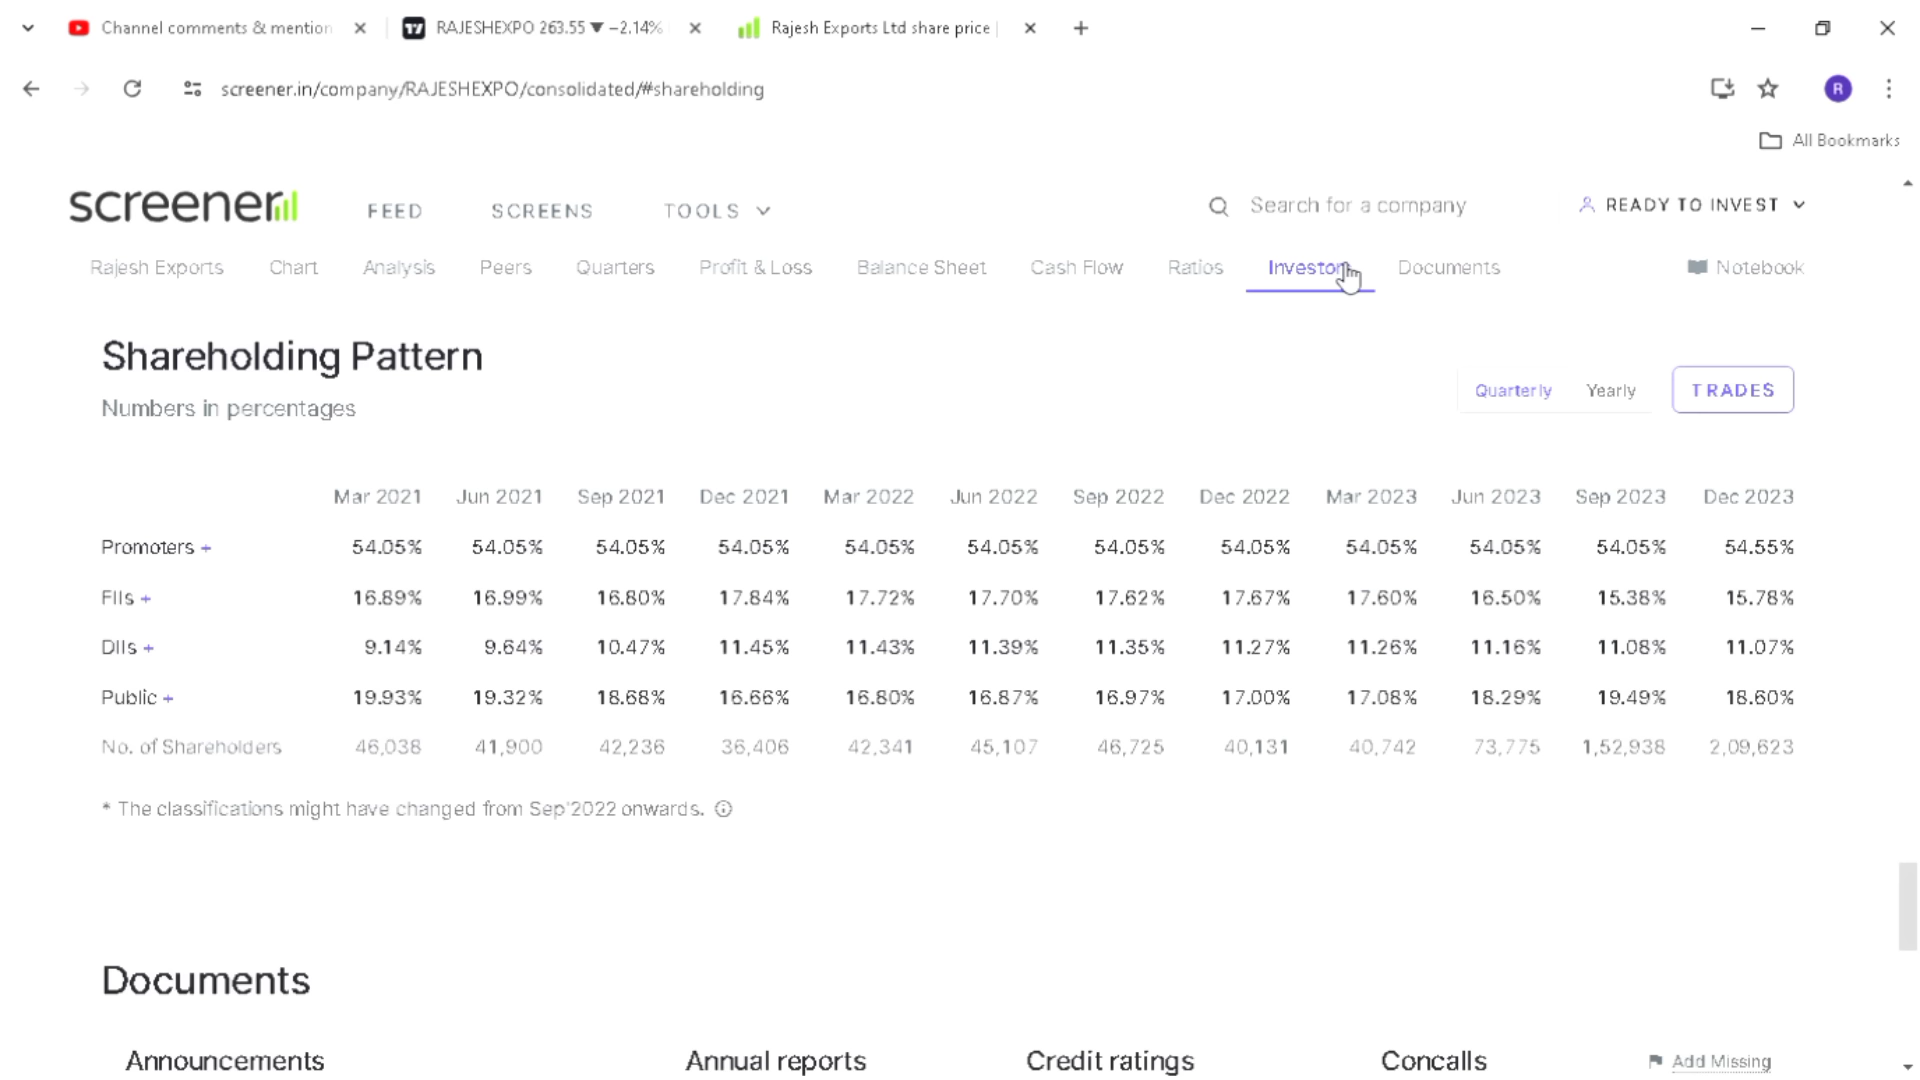 Channel comments & mention
RAJESHEXPO 263.55 ▼ −2.14%
Rajesh Exports Ltd share price |
screener.in/company/RAJESHEXPO/consolidated/#shareholding
R
All Bookmarks
screener
FEED SCREENS TOOLS
Search for a company
READY TO INVEST
Rajesh Exports Chart Analysis Peers Quarters Profit & Loss Balance Sheet Cash Flow Ratios Investors Documents Notebook
Shareholding Pattern
Numbers in percentages
Quarterly Yearly TRADES
Mar 2021 Jun 2021 Sep 2021 Dec 2021 Mar 2022 Jun 2022 Sep 2022 Dec 2022 Mar 2023 Jun 2023 Sep 2023 Dec 2023
Promoters + 54.05% 54.05% 54.05% 54.05% 54.05% 54.05% 54.05% 54.05% 54.05% 54.05% 54.05% 54.55%
FIIs + 16.89% 16.99% 16.80% 17.84% 17.72% 17.70% 17.62% 17.67% 17.60% 16.50% 15.38% 15.78%
DIIs + 9.14% 9.64% 10.47% 11.45% 11.43% 11.39% 11.35% 11.27% 11.26% 11.16% 11.08% 11.07%
Public + 19.93% 19.32% 18.68% 16.66% 16.80% 16.87% 16.97% 17.00% 17.08% 18.29% 19.49% 18.60%
No. of Shareholders 46,038 41,900 42,236 36,406 42,341 45,107 46,725 40,131 40,742 73,775 1,52,938 2,09,623
* The classifications might have changed from Sep'2022 onwards.
Documents
Announcements Annual reports Credit ratings Concalls Add Missing